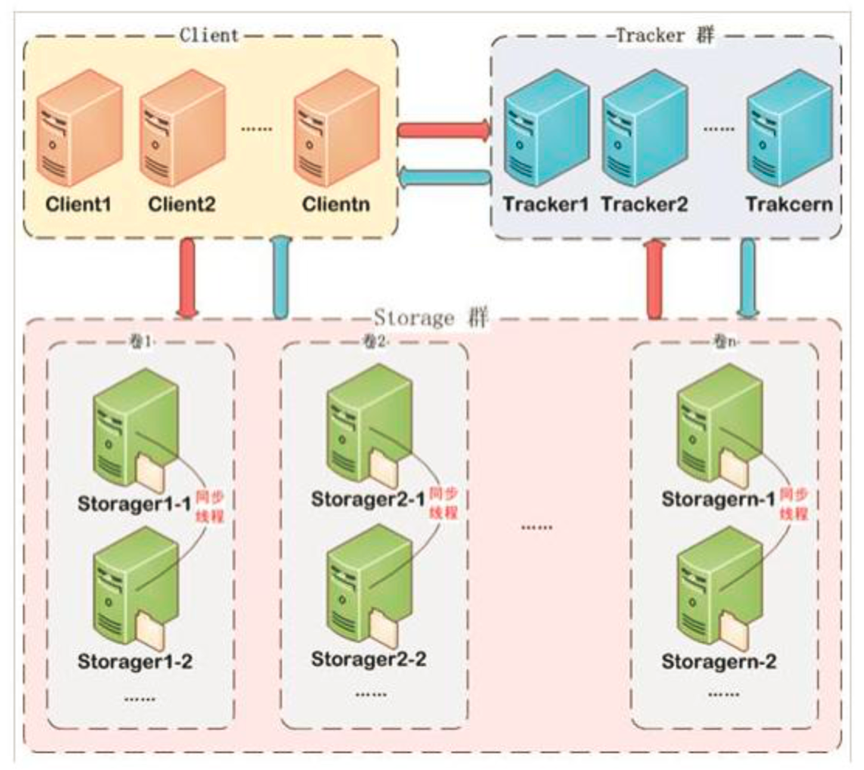 Client
Tracker 群
……
……
Client1
Client2
Clientn
Tracker1
Tracker2
Trakcern
Storage 群
卷1
卷2
卷n
Storager1-1
同步
线程
Storager2-1
同步
线程
Storagern-1
同步
线程
……
Storager1-2
Storager2-2
Storagern-2
……
……
……